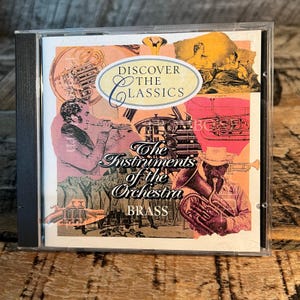 DISCOVER
THE
CLASSICS
The
Instruments
of the
Orchestra
BRASS